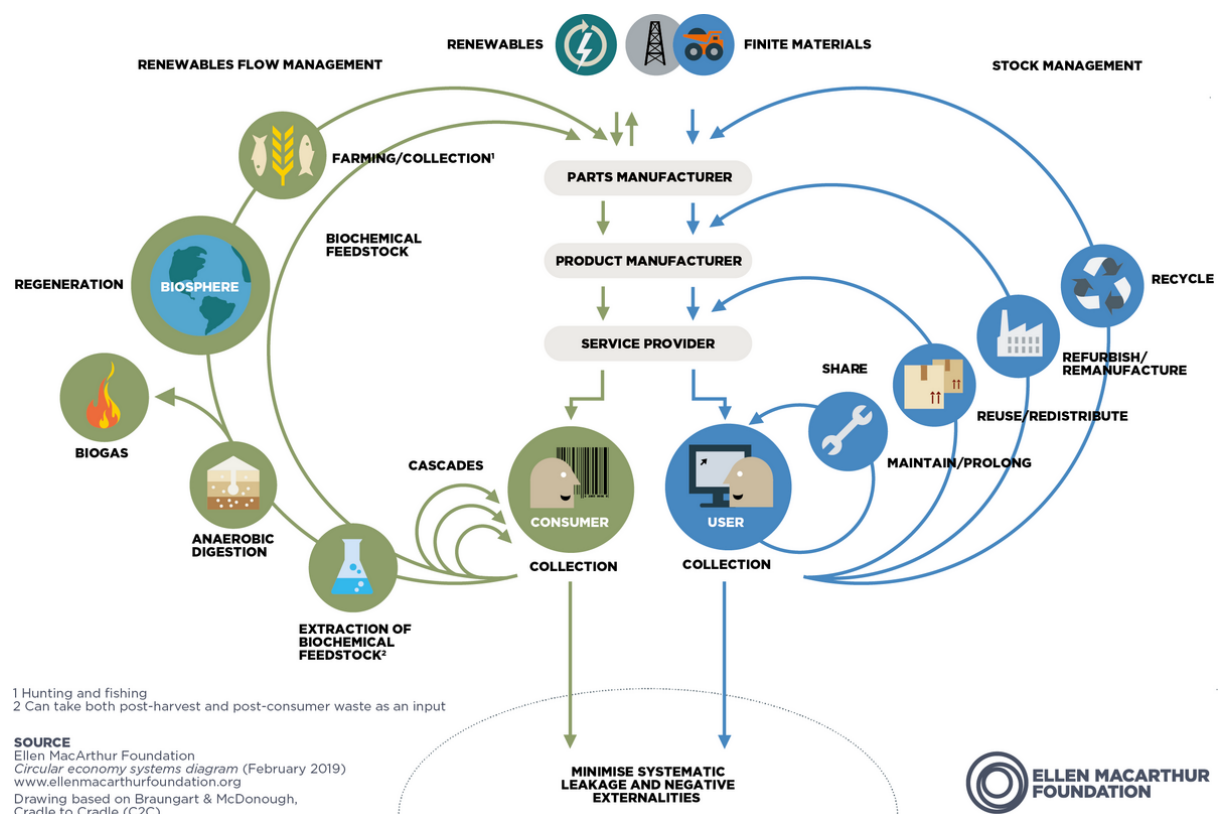 RENEWABLES
FINITE MATERIALS
RENEWABLES FLOW MANAGEMENT
STOCK MANAGEMENT
FARMING/COLLECTION¹
PARTS MANUFACTURER
BIOCHEMICAL
FEEDSTOCK
PRODUCT MANUFACTURER
REGENERATION
BIOSPHERE
RECYCLE
SERVICE PROVIDER
SHARE
REFURBISH/
REMANUFACTURE
REUSE/REDISTRIBUTE
BIOGAS
CASCADES
MAINTAIN/PROLONG
CONSUMER
USER
ANAEROBIC
DIGESTION
COLLECTION
COLLECTION
EXTRACTION OF
BIOCHEMICAL
FEEDSTOCK²
1 Hunting and fishing
2 Can take both post-harvest and post-consumer waste as an input
SOURCE
Ellen MacArthur Foundation
Circular economy systems diagram (February 2019)
www.ellenmacarthurfoundation.org
Drawing based on Braungart & McDonough,
Cradle to Cradle (C2C)
MINIMISE SYSTEMATIC
LEAKAGE AND NEGATIVE
EXTERNALITIES
ELLEN MACARTHUR
FOUNDATION